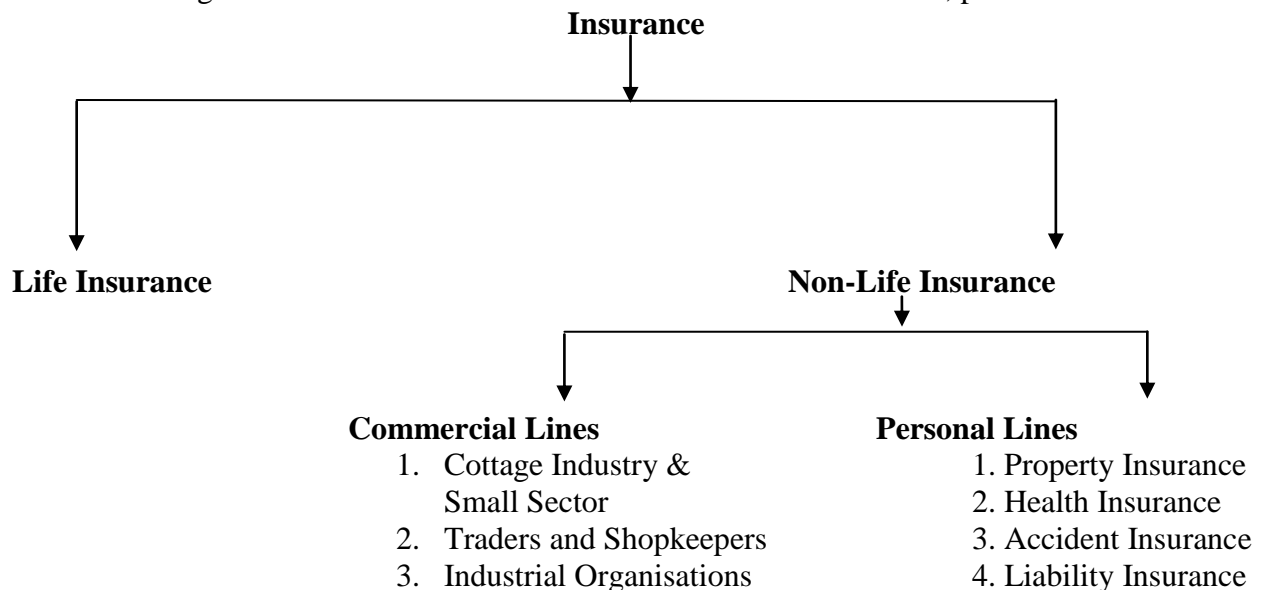 Insurance
Life Insurance
Non-Life Insurance
Commercial Lines
1. Cottage Industry &
Small Sector
2. Traders and Shopkeepers
3. Industrial Organisations
Personal Lines
1. Property Insurance
2. Health Insurance
3. Accident Insurance
4. Liability Insurance